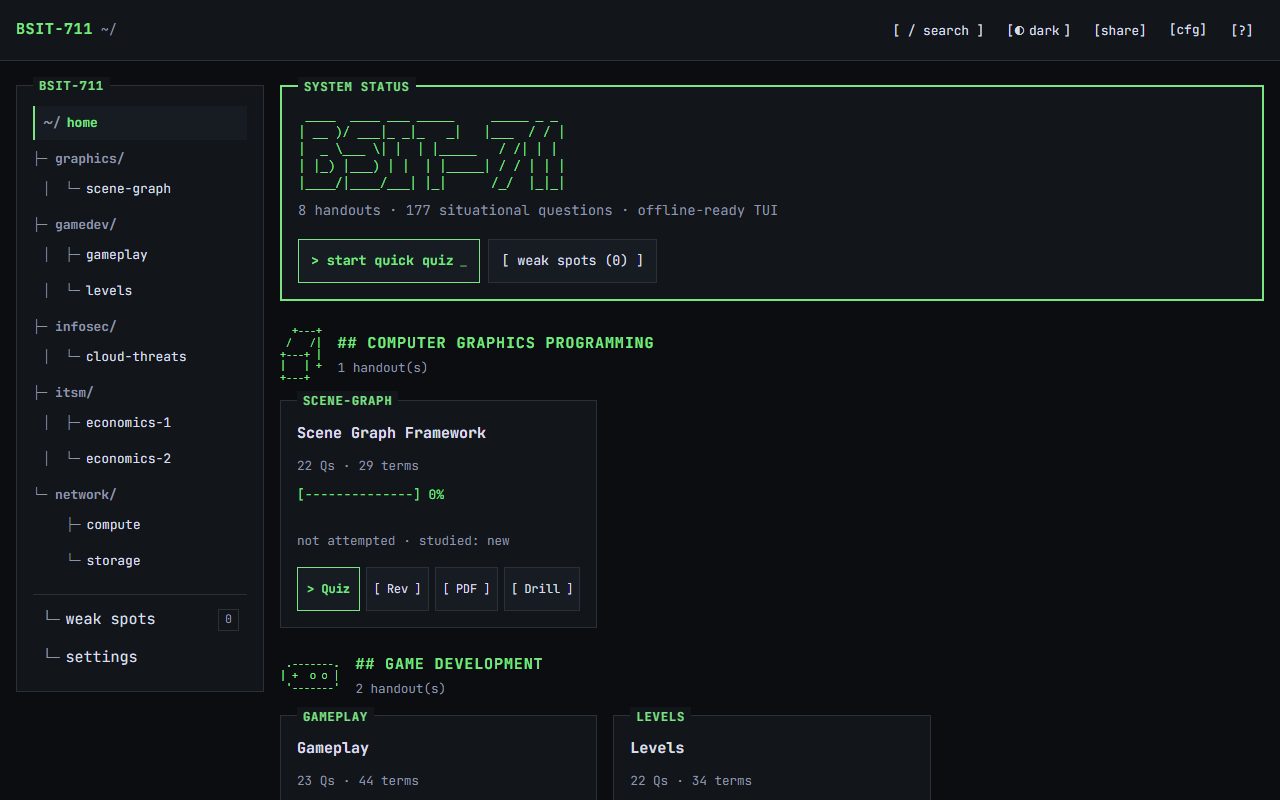 BSIT-711 ~/
[ / search ] [◐ dark ] [share] [cfg] [?]
BSIT-711
~/ home
├─ graphics/
│ └─ scene-graph
├─ gamedev/
│ ├─ gameplay
│ └─ levels
├─ infosec/
│ └─ cloud-threats
├─ itsm/
│ ├─ economics-1
│ └─ economics-2
└─ network/
├─ compute
└─ storage
└─ weak spots 0
└─ settings
SYSTEM STATUS
BSIT-711
8 handouts · 177 situational questions · offline-ready TUI
> start quick quiz _
[ weak spots (0) ]
## COMPUTER GRAPHICS PROGRAMMING
1 handout(s)
SCENE-GRAPH
Scene Graph Framework
22 Qs · 29 terms
[--------------] 0%
not attempted · studied: new
> Quiz [ Rev ] [ PDF ] [ Drill ]
## GAME DEVELOPMENT
2 handout(s)
GAMEPLAY
Gameplay
23 Qs · 44 terms
LEVELS
Levels
22 Qs · 34 terms